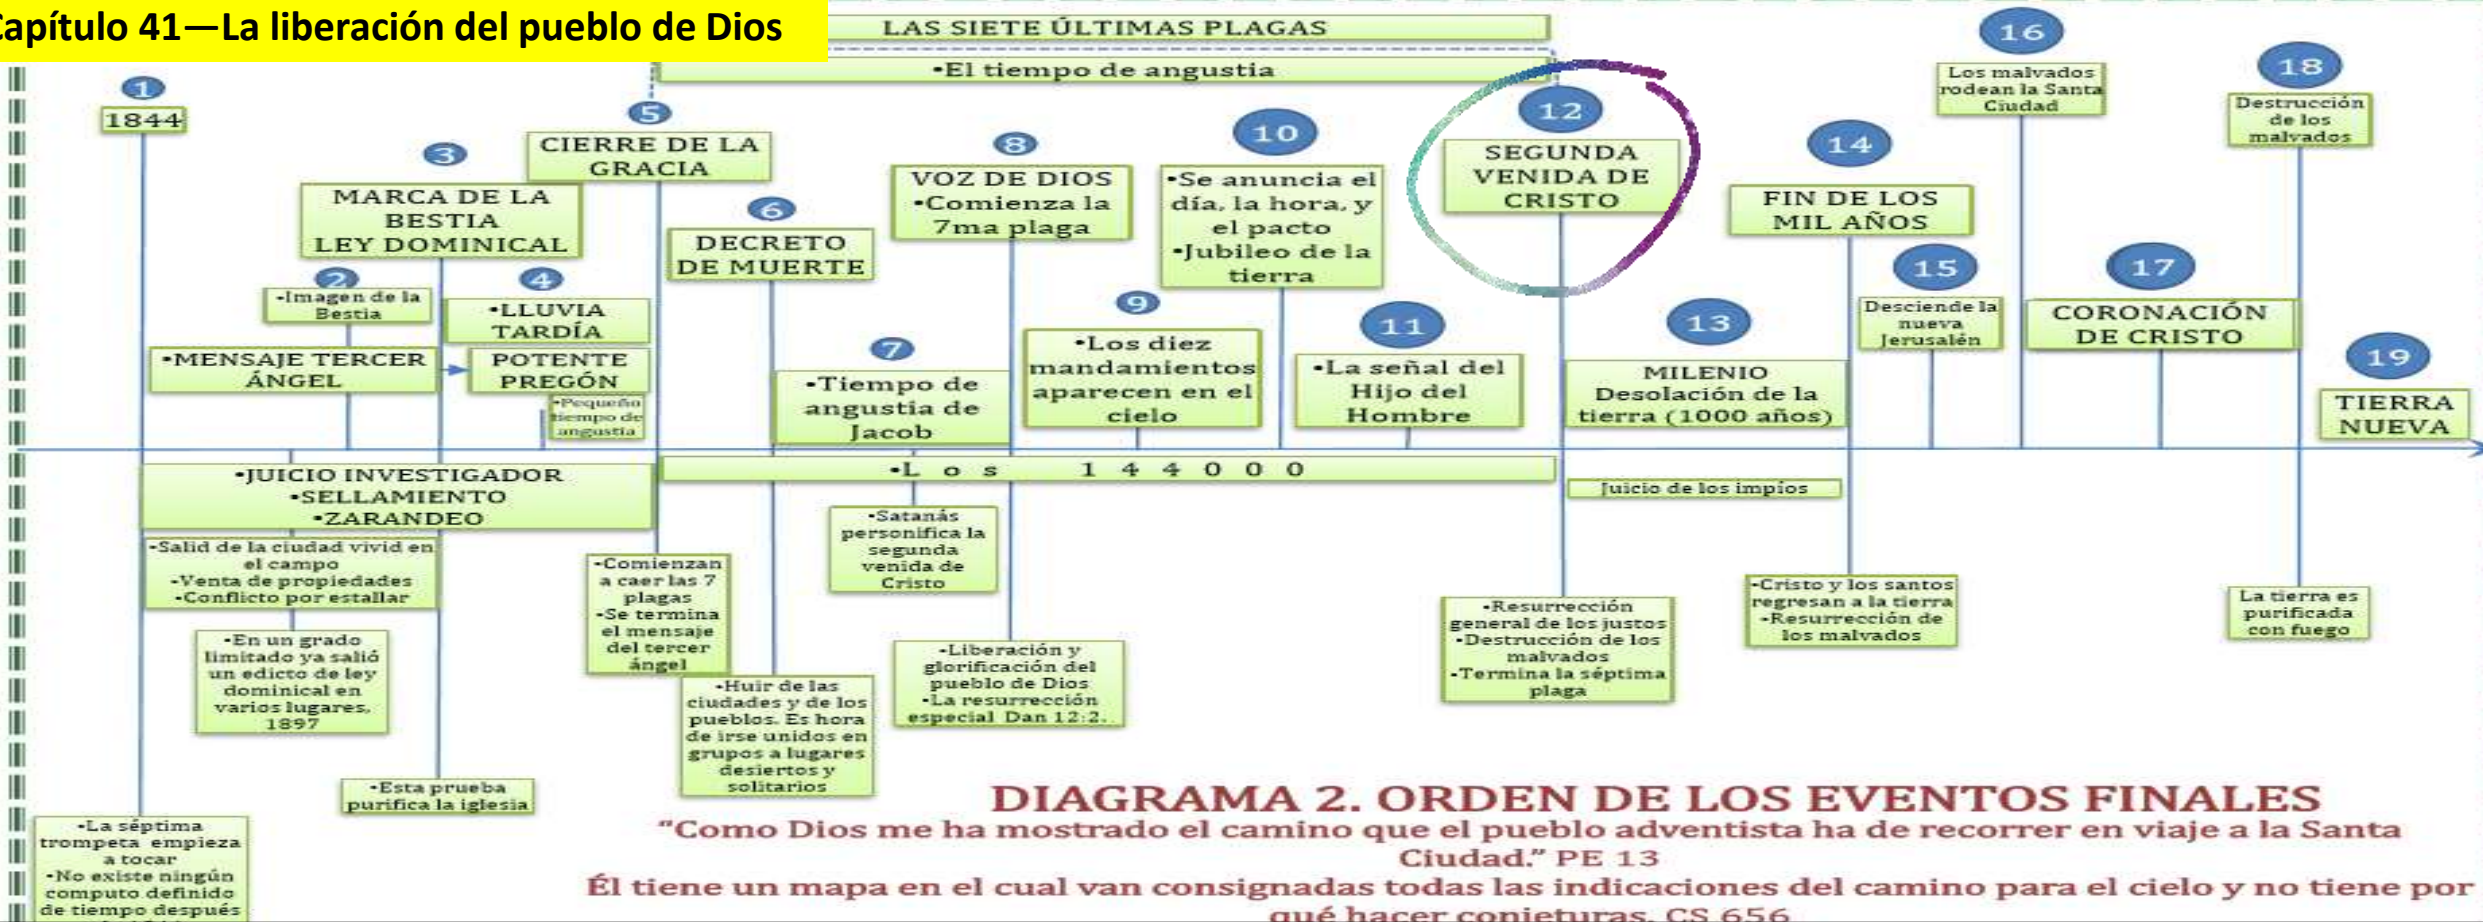 Capítulo 41—La liberación del pueblo de Dios
LAS SIETE ÚLTIMAS PLAGAS
•El tiempo de angustia
1
1844
2
•Imagen de la
Bestia
•MENSAJE TERCER
ÁNGEL
3
MARCA DE LA
BESTIA
LEY DOMINICAL
4
•LLUVIA
TARDÍA
POTENTE
PREGÓN
•Pequeño
tiempo de
angustia
5
CIERRE DE LA
GRACIA
6
DECRETO
DE MUERTE
7
•Tiempo de
angustia de
Jacob
8
VOZ DE DIOS
•Comienza la
7ma plaga
9
•Los diez
mandamientos
aparecen en el
cielo
10
•Se anuncia el
día, la hora, y
el pacto
•Jubileo de la
tierra
11
•La señal del
Hijo del
Hombre
12
SEGUNDA
VENIDA DE
CRISTO
13
MILENIO
Desolación de la
tierra (1000 años)
14
FIN DE LOS
MIL AÑOS
15
Desciende la
nueva
Jerusalén
16
Los malvados
rodean la Santa
Ciudad
17
CORONACIÓN
DE CRISTO
18
Destrucción
de los
malvados
19
TIERRA
NUEVA
•JUICIO INVESTIGADOR
•SELLAMIENTO
•ZARANDEO
•Los 144000
Juicio de los impíos
•Salid de la ciudad vivid en
el campo
•Venta de propiedades
•Conflicto por estallar
•En un grado
limitado ya salió
un edicto de ley
dominical en
varios lugares,
1897
•Esta prueba
purifica la iglesia
•La séptima
trompeta empieza
a tocar
•No existe ningún
computo definido
de tiempo después
•Comienzan
a caer las 7
plagas
•Se termina
el mensaje
del tercer
ángel
•Huir de las
ciudades y de los
pueblos. Es hora
de irse unidos en
grupos a lugares
desiertos y
solitarios
•Satanás
personifica la
segunda
venida de
Cristo
•Liberación y
glorificación del
pueblo de Dios
•La resurrección
especial Dan 12:2.
•Resurrección
general de los justos
•Destrucción de los
malvados
•Termina la séptima
plaga
•Cristo y los santos
regresan a la tierra
•Resurrección de
los malvados
La tierra es
purificada
con fuego
DIAGRAMA 2. ORDEN DE LOS EVENTOS FINALES
“Como Dios me ha mostrado el camino que el pueblo adventista ha de recorrer en viaje a la Santa
Ciudad.” PE 13
Él tiene un mapa en el cual van consignadas todas las indicaciones del camino para el cielo y no tiene por
qué hacer conjeturas. CS 656